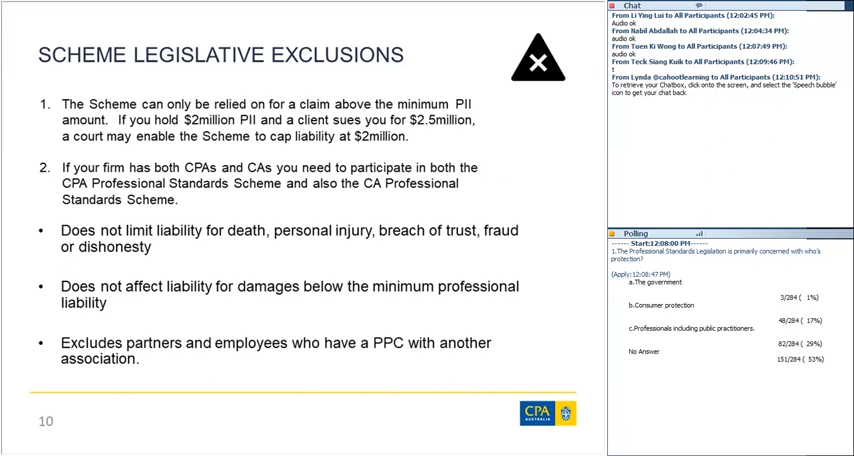 SCHEME LEGISLATIVE EXCLUSIONS
1. The Scheme can only be relied on for a claim above the minimum PII
amount. If you hold $2million PII and a client sues you for $2.5million,
a court may enable the Scheme to cap liability at $2million.
2. If your firm has both CPAs and CAs you need to participate in both the
CPA Professional Standards Scheme and also the CA Professional
Standards Scheme.
• Does not limit liability for death, personal injury, breach of trust, fraud
or dishonesty
• Does not affect liability for damages below the minimum professional
liability
• Excludes partners and employees who have a PPC with another
association.
10
CPA
AUSTRALIA
Chat
From Li Ying Lui to All Participants (12:02:45 PM):
Audio ok
From Nabil Abdallah to All Participants (12:04:34 PM):
audio ok
From Tuen Ki Wong to All Participants (12:07:49 PM):
audio ok
From Teck Siang Kuik to All Participants (12:09:46 PM):
t
From Lynda @cahootlearning to All Participants (12:10:51 PM):
To retrieve your Chatbox, click onto the screen, and select the 'Speech bubble'
icon to get your chat back
Polling
------ Start:12:08:00 PM------
1.The Professional Standards Legislation is primarily concerned with who's
protection?
(Apply:12:08:47 PM)
a.The government
3/284 ( 1%)
b.Consumer protection
48/284 ( 17%)
c.Professionals including public practitioners.
82/284 ( 29%)
No Answer
151/284 ( 53%)